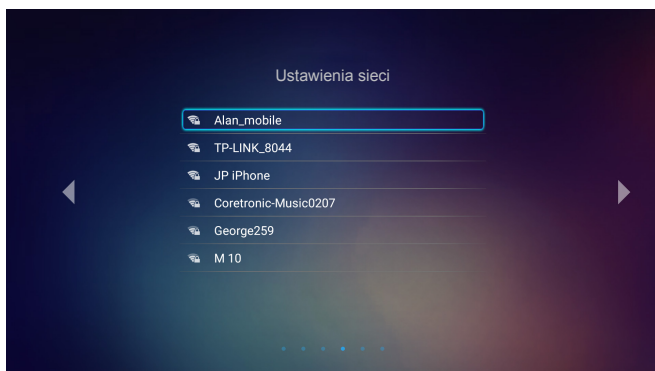 Ustawienia sieci
Alan_mobile
TP-LINK_8044
JP iPhone
Coretronic-Music0207
George259
M 10